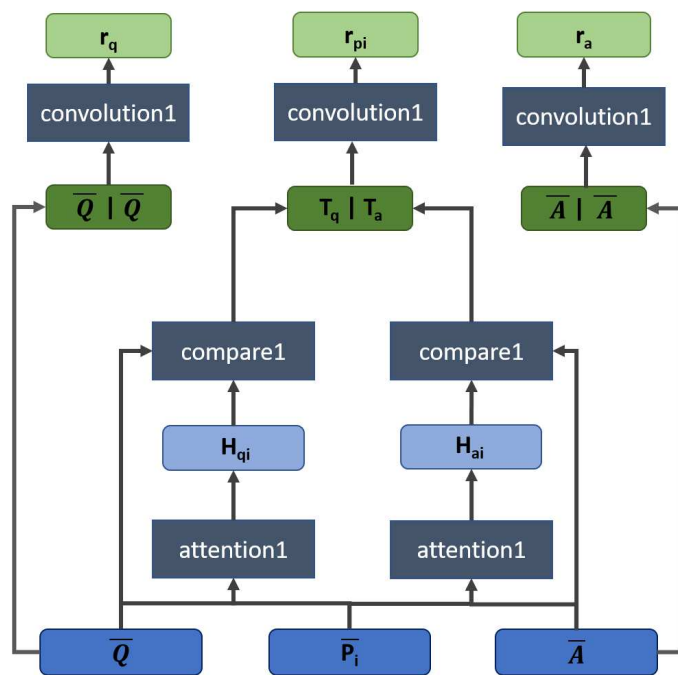 r_q r_pi r_a
convolution1 convolution1 convolution1
Q̅ | Q̅ T_q | T_a A̅ | A̅
compare1 compare1
H_qi H_ai
attention1 attention1
Q̅ P̅_i A̅